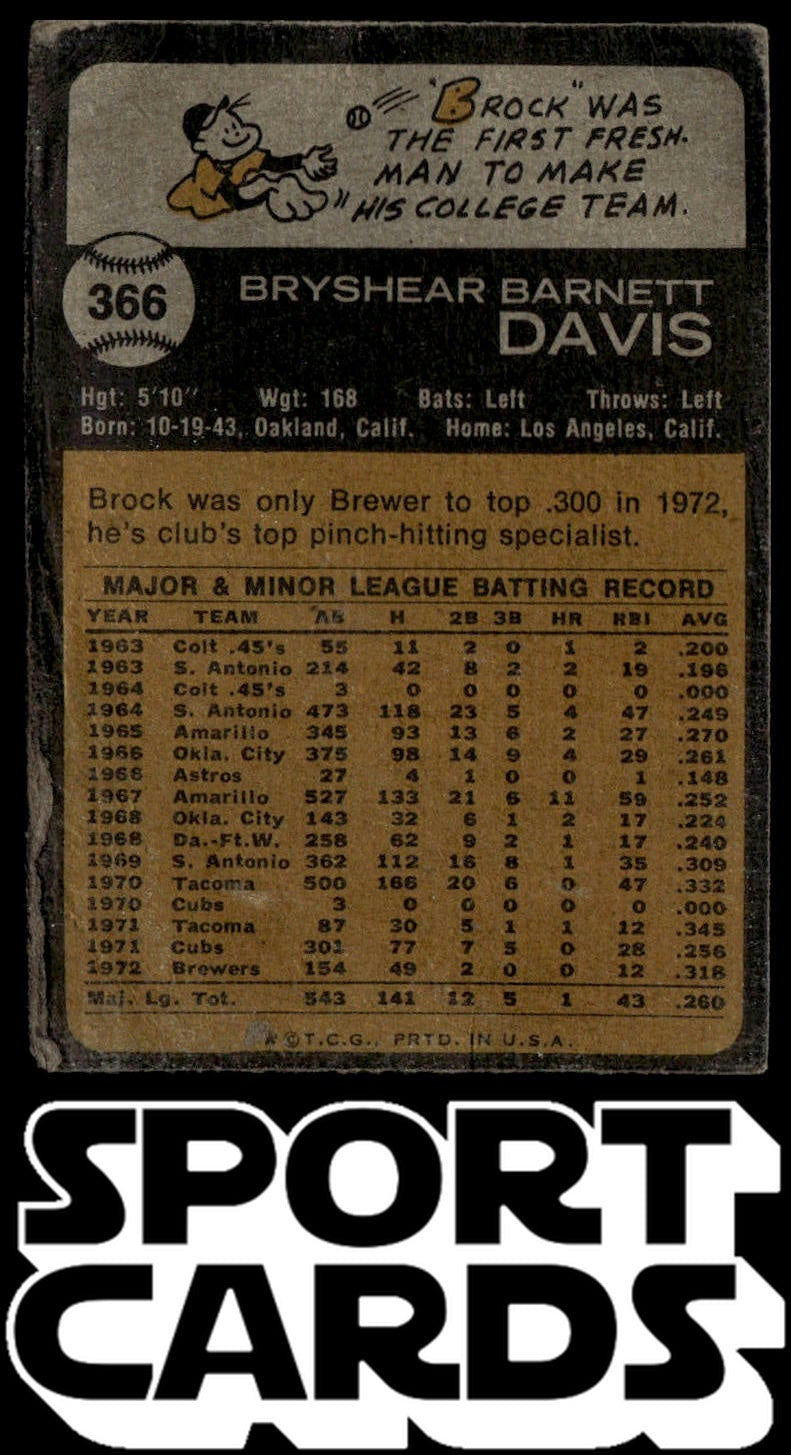 "BROCK" WAS
THE FIRST FRESH-
MAN TO MAKE
HIS COLLEGE TEAM.
366
BRYSHEAR BARNETT
DAVIS
Hgt: 5'10" Wgt: 168 Bats: Left Throws: Left
Born: 10-19-43, Oakland, Calif. Home: Los Angeles, Calif.
Brock was only Brewer to top .300 in 1972,
he's club's top pinch-hitting specialist.
MAJOR & MINOR LEAGUE BATTING RECORD
YEAR TEAM AB H 2B 3B HR RBI AVG
1963 Colt .45's 55 11 2 0 1 2 .200
1963 S. Antonio 214 42 8 2 2 19 .196
1964 Colt .45's 3 0 0 0 0 0 .000
1964 S. Antonio 473 118 23 5 4 47 .249
1965 Amarillo 345 93 13 6 2 27 .270
1966 Okla. City 375 98 14 9 4 29 .261
1966 Astros 27 4 1 0 0 1 .148
1967 Amarillo 527 133 21 6 11 59 .252
1968 Okla. City 143 32 6 1 2 17 .224
1968 Da.-Ft.W. 258 62 9 2 1 17 .240
1969 S. Antonio 362 112 16 8 1 35 .309
1970 Tacoma 500 166 20 6 0 47 .332
1970 Cubs 3 0 0 0 0 0 .000
1971 Tacoma 87 30 5 1 1 12 .345
1971 Cubs 301 77 7 5 0 28 .256
1972 Brewers 154 49 2 0 0 12 .318
Maj. Lg. Tot. 543 141 12 5 1 43 .260
* © T.C.G., PRTD. IN U.S.A.
SPORT
CARDS